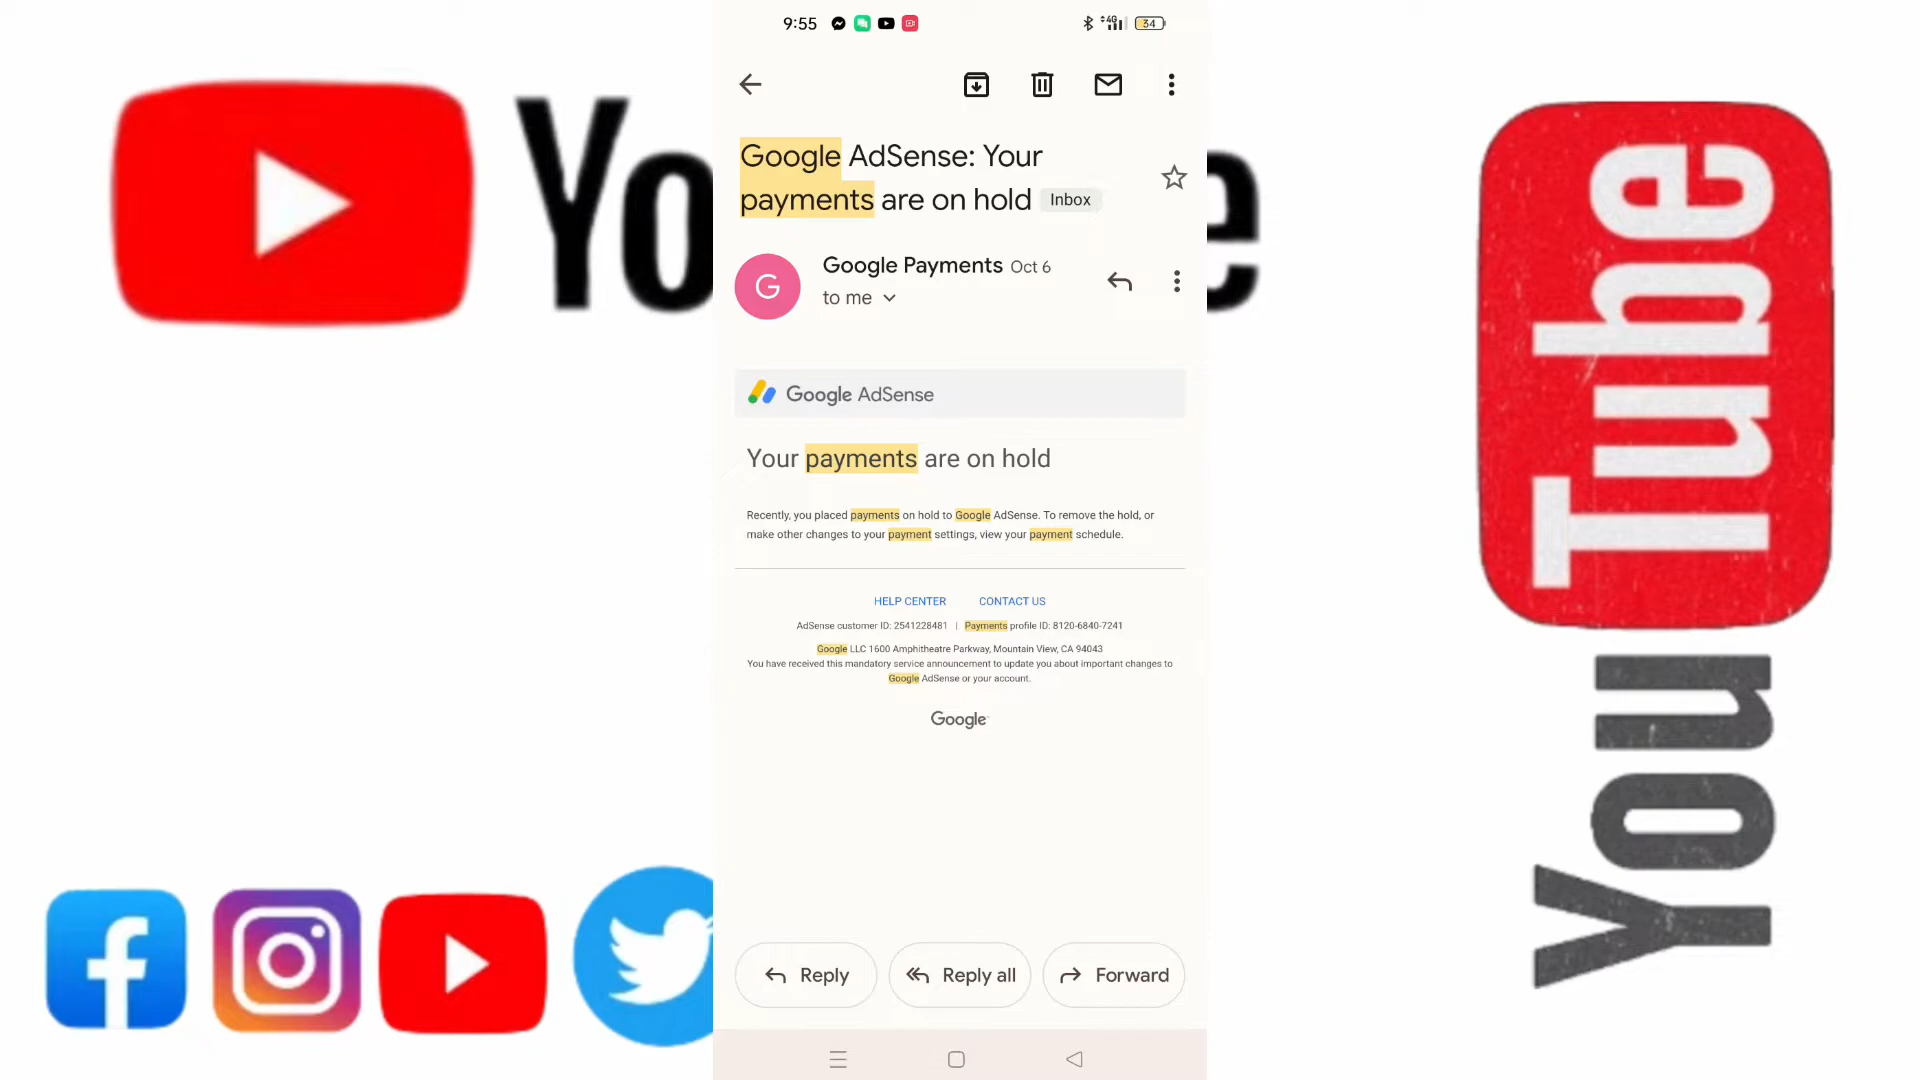 9:55
4G
34
YouTube
Google AdSense: Your
payments are on hold Inbox
G
Google Payments Oct 6
to me
Google AdSense
Your payments are on hold
Recently, you placed payments on hold to Google AdSense. To remove the hold, or
make other changes to your payment settings, view your payment schedule.
HELP CENTER CONTACT US
AdSense customer ID: 2541228481 | Payments profile ID: 8120-6840-7241
Google LLC 1600 Amphitheatre Parkway, Mountain View, CA 94043
You have received this mandatory service announcement to update you about important changes to
Google AdSense or your account.
Google
Reply Reply all Forward
Yo
e